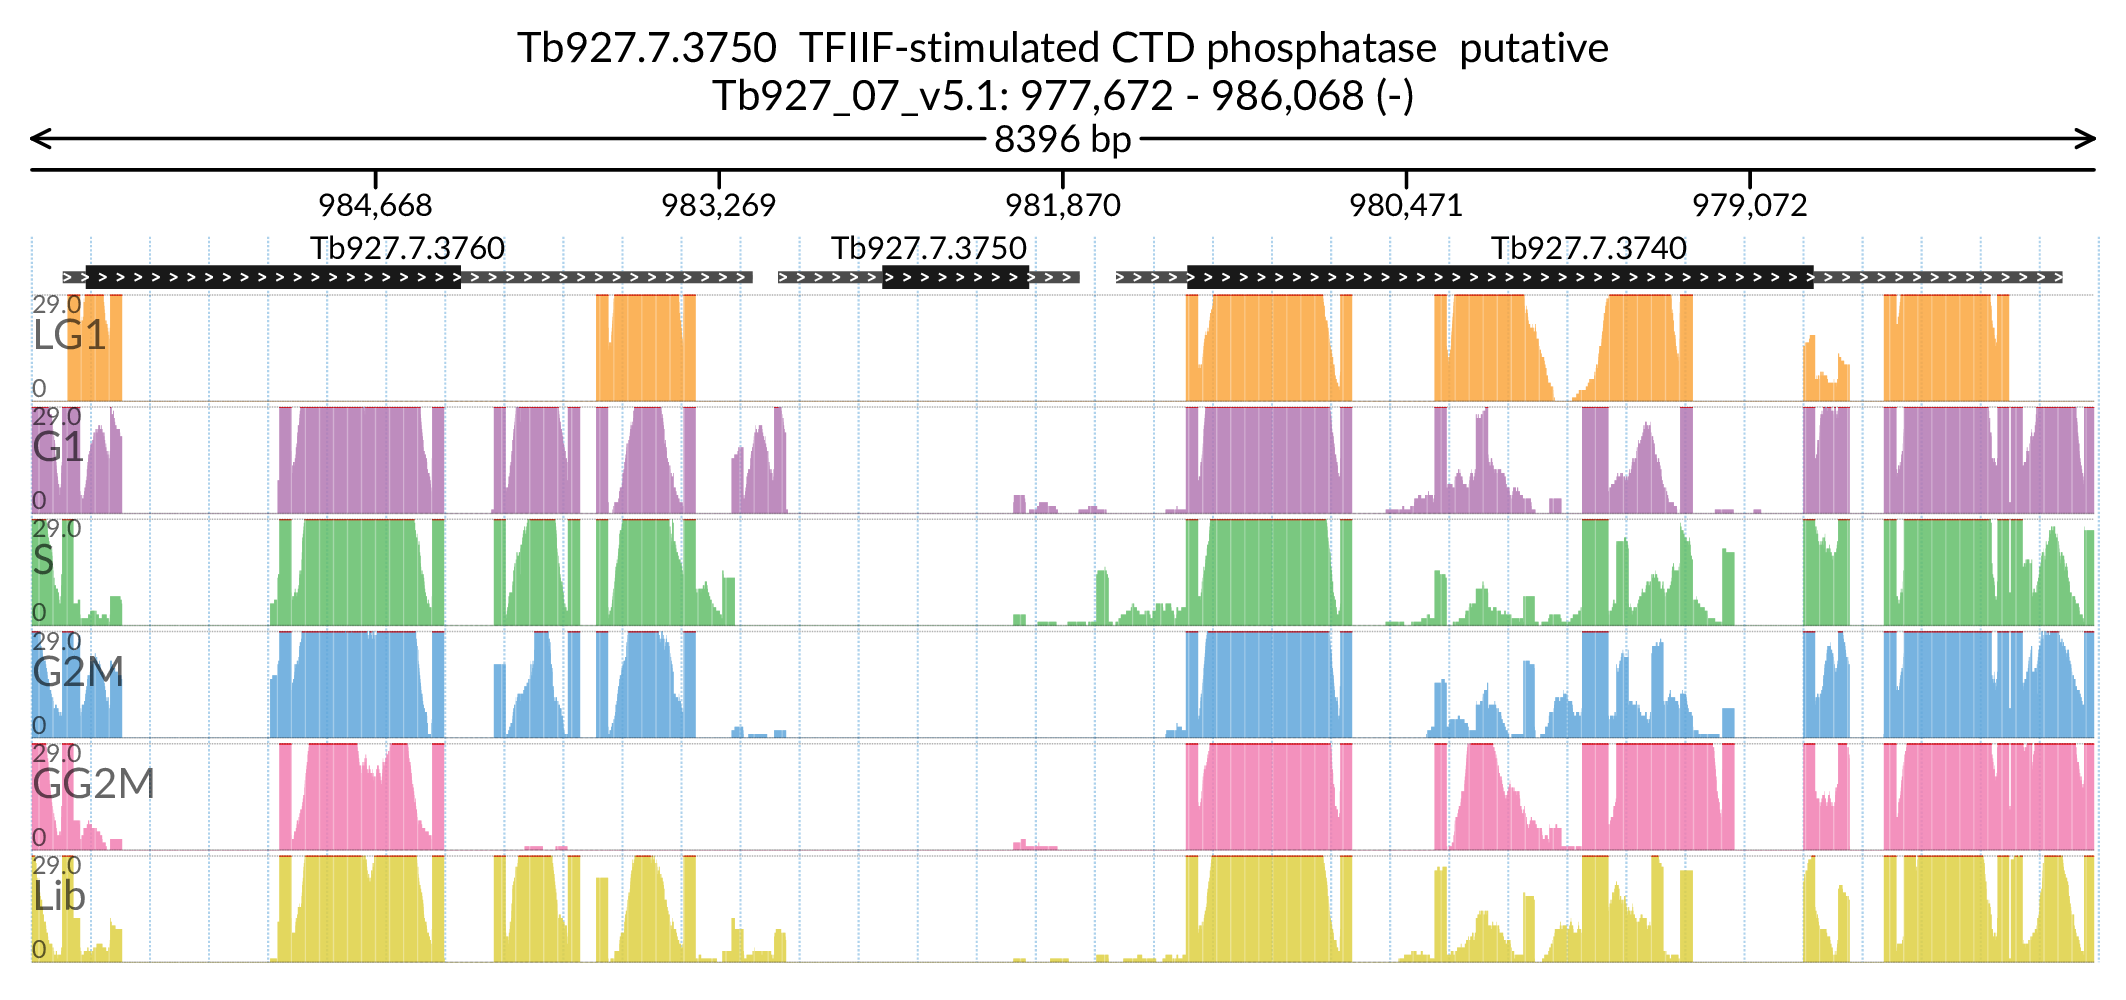 Tb927.7.3750  TFIIF-stimulated CTD phosphatase  putative
Tb927_07_v5.1: 977,672 - 986,068 (-)
8396 bp
984,668 983,269 981,870 980,471 979,072
Tb927.7.3760 Tb927.7.3750 Tb927.7.3740
29.0
LG1
0
29.0
G1
0
29.0
S
0
29.0
G2M
0
29.0
GG2M
0
29.0
Lib
0